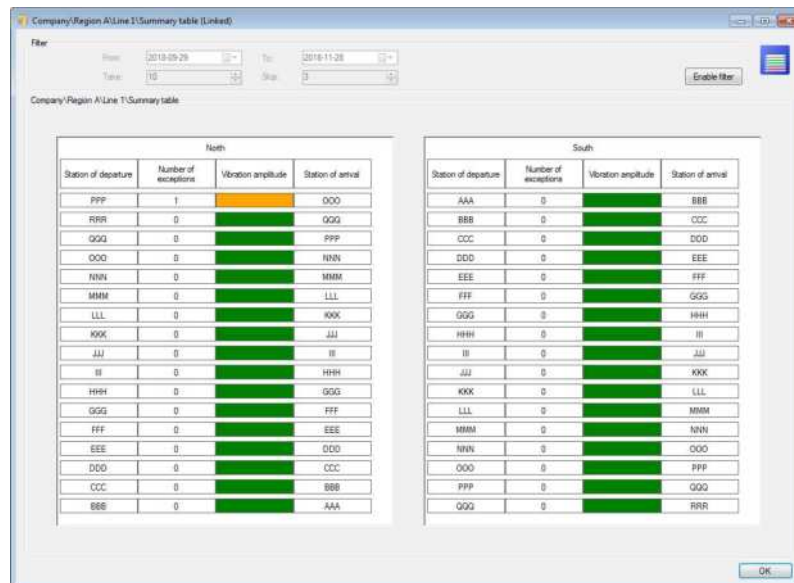 Company\Region A\Line 1\Summary table (Linked)
Filter
From: 2018-09-29 To: 2018-11-28
Take: 10 Skip: 3
Enable filter
Company\Region A\Line 1\Summary table
North
Station of departure Number of exceptions Vibration amplitude Station of arrival
PPP 1 OOO
RRR 0 QQQ
QQQ 0 PPP
OOO 0 NNN
NNN 0 MMM
MMM 0 LLL
LLL 0 KKK
KKK 0 JJJ
JJJ 0 III
III 0 HHH
HHH 0 GGG
GGG 0 FFF
FFF 0 EEE
EEE 0 DDD
DDD 0 CCC
CCC 0 BBB
BBB 0 AAA
South
Station of departure Number of exceptions Vibration amplitude Station of arrival
AAA 0 BBB
BBB 0 CCC
CCC 0 DDD
DDD 0 EEE
EEE 0 FFF
FFF 0 GGG
GGG 0 HHH
HHH 0 III
III 0 JJJ
JJJ 0 KKK
KKK 0 LLL
LLL 0 MMM
MMM 0 NNN
NNN 0 OOO
OOO 0 PPP
PPP 0 QQQ
QQQ 0 RRR
OK